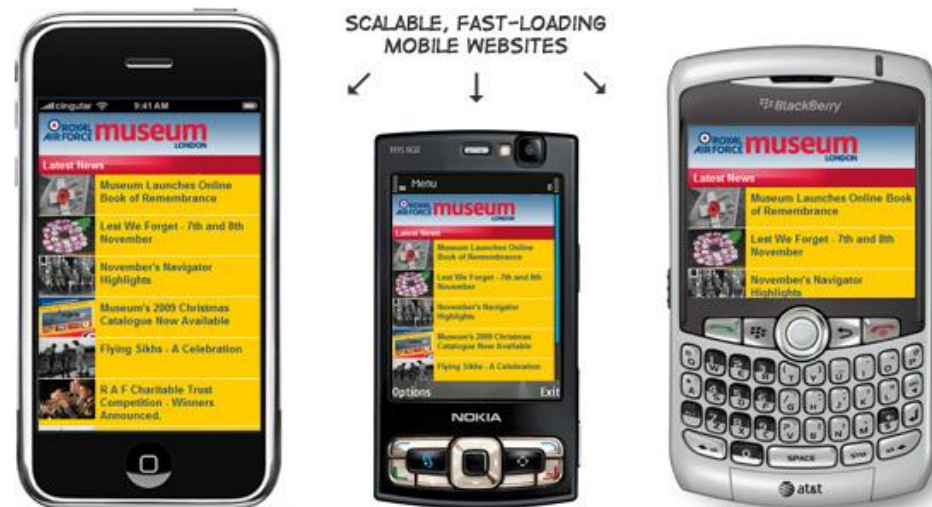 SCALABLE, FAST-LOADING
MOBILE WEBSITES
cingular 9:41 AM
ROYAL
AIR FORCE museum
LONDON
Latest News
Museum Launches Online
Book of Remembrance
Lest We Forget - 7th and 8th
November
November's Navigator
Highlights
Museum's 2009 Christmas
Catalogue Now Available
Flying Sikhs - A Celebration
R A F Charitable Trust
Competition - Winners
Announced.
N95 8GB
Menu
ROYAL
AIR FORCE museum
LONDON
Latest News
Museum Launches Online
Book of Remembrance
Lest We Forget - 7th and 8th
November
November's Navigator
Highlights
Museum's 2009 Christmas
Catalogue Now Available
Flying Sikhs - A Celebration
Options Exit
NOKIA
BlackBerry
ROYAL
AIR FORCE museum
LONDON
Latest News
Museum Launches Online Book
of Remembrance
Lest We Forget - 7th and 8th
November
November's Navigator
Highlights
SPACE SYM
at&t